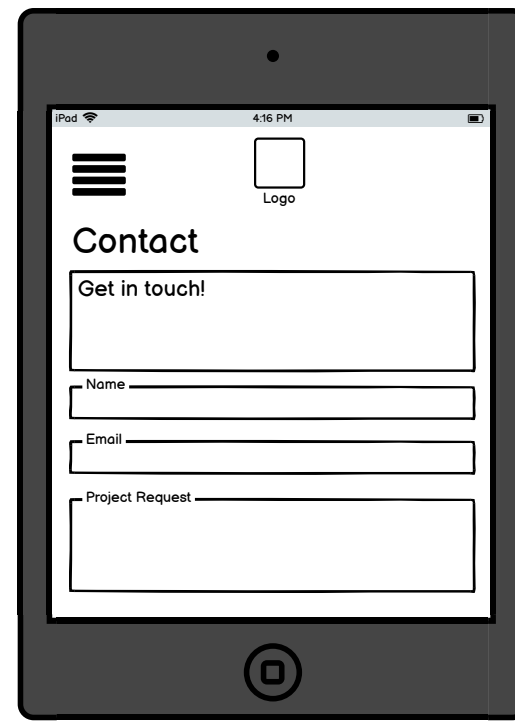 iPad 4:16 PM
Logo
Contact
Get in touch!
Name
Email
Project Request